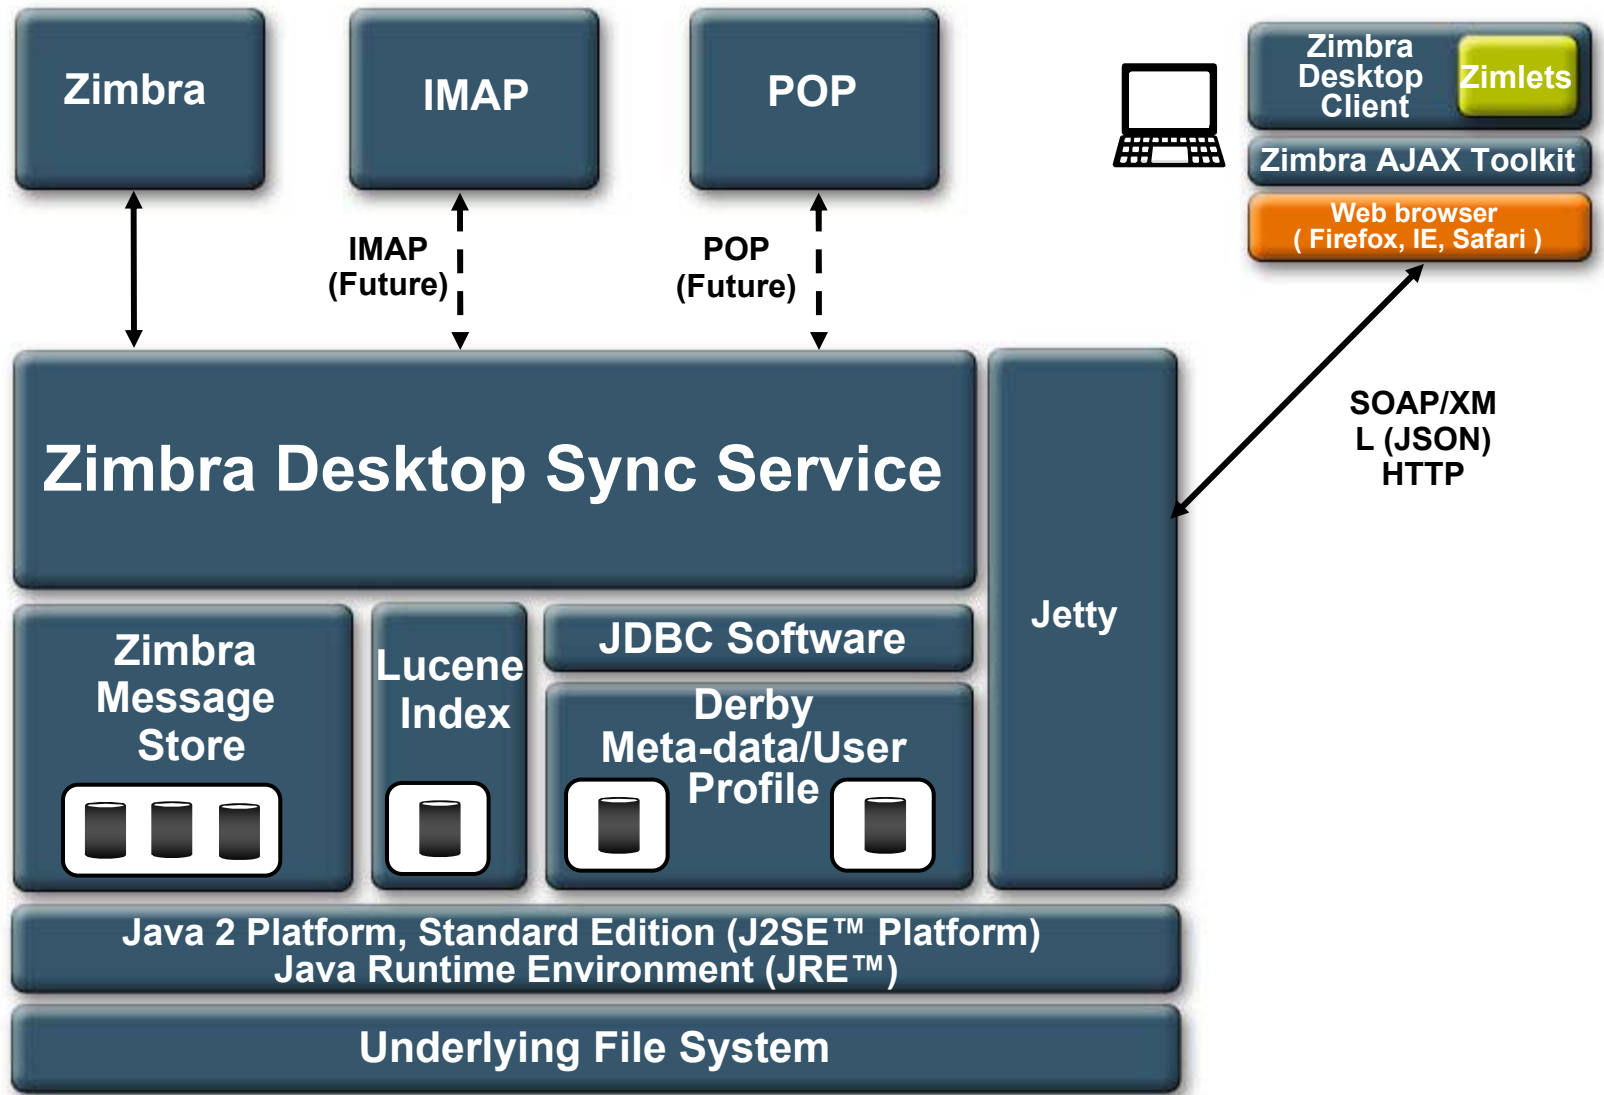 Zimbra
IMAP
POP
Zimbra
Desktop
Client
Zimlets
Zimbra AJAX Toolkit
Web browser
( Firefox, IE, Safari )
IMAP
(Future)
POP
(Future)
SOAP/XM
L (JSON)
HTTP
Zimbra Desktop Sync Service
Jetty
Zimbra
Message
Store
Lucene
Index
JDBC Software
Derby
Meta-data/User
Profile
Java 2 Platform, Standard Edition (J2SE™ Platform)
Java Runtime Environment (JRE™)
Underlying File System